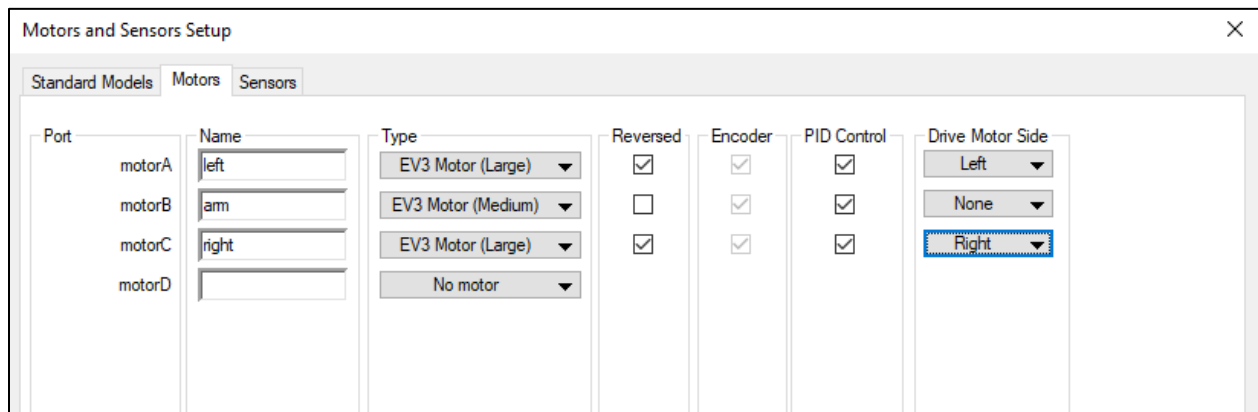 Motors and Sensors Setup
Standard Models Motors Sensors
Port Name Type Reversed Encoder PID Control Drive Motor Side
motorA left EV3 Motor (Large) Left
motorB arm EV3 Motor (Medium) None
motorC right EV3 Motor (Large) Right
motorD No motor